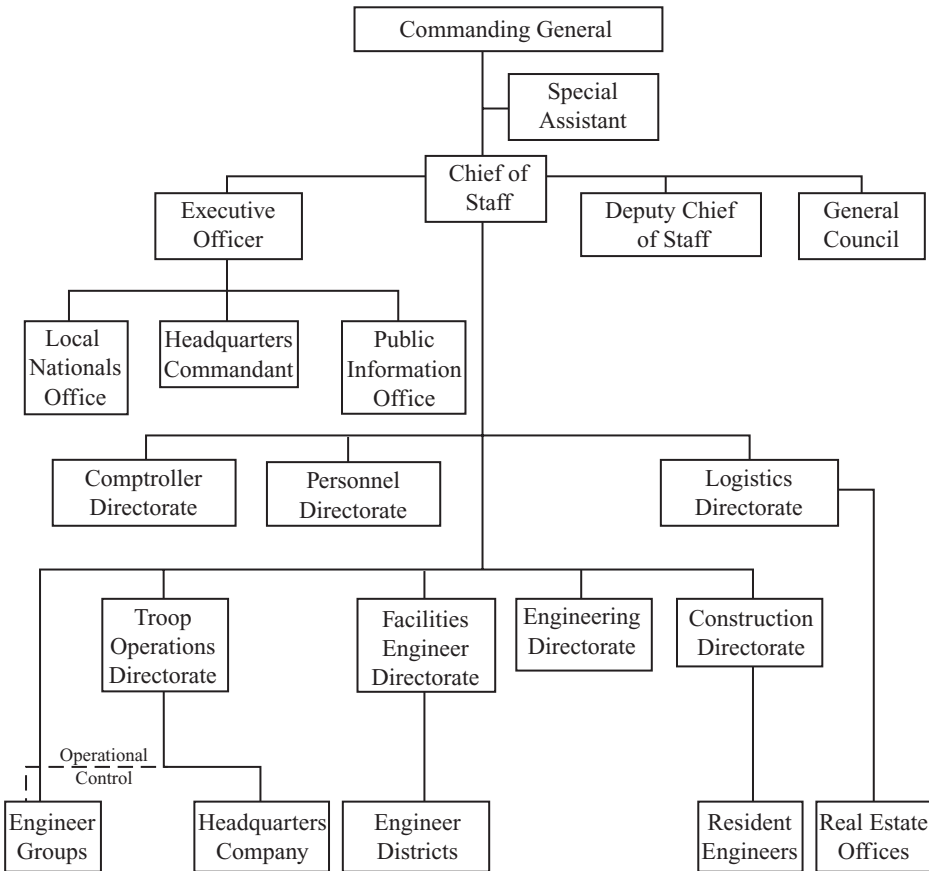 Commanding General
Special
Assistant
Chief of
Staff
Executive
Officer
Deputy Chief
of Staff
General
Council
Local
Nationals
Office
Headquarters
Commandant
Public
Information
Office
Comptroller
Directorate
Personnel
Directorate
Logistics
Directorate
Troop
Operations
Directorate
Facilities
Engineer
Directorate
Engineering
Directorate
Construction
Directorate
Operational
Control
Engineer
Groups
Headquarters
Company
Engineer
Districts
Resident
Engineers
Real Estate
Offices